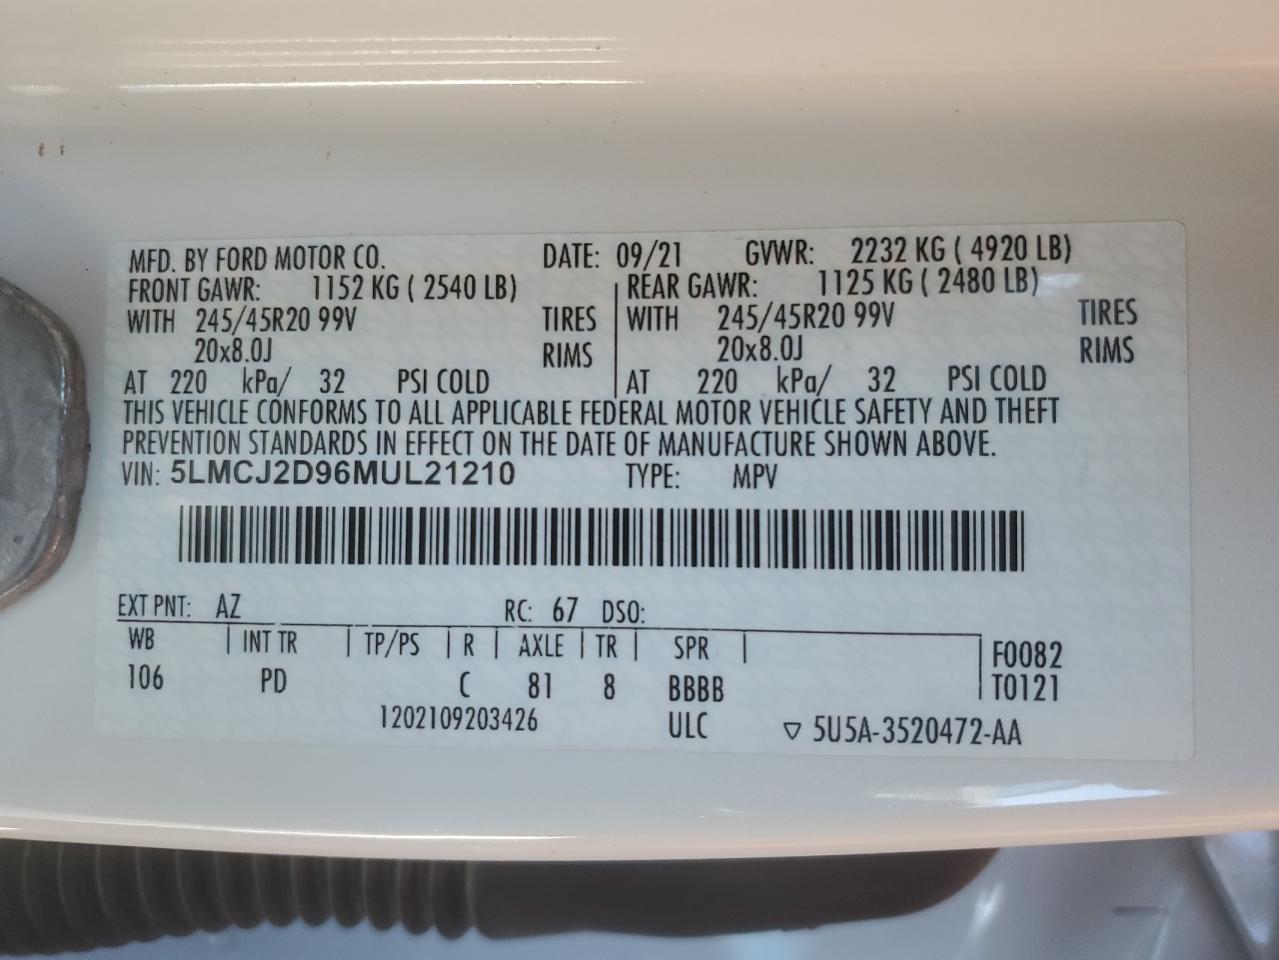 MFD. BY FORD MOTOR CO. DATE: 09/21 GVWR: 2232 KG ( 4920 LB)
FRONT GAWR: 1152 KG ( 2540 LB) REAR GAWR: 1125 KG ( 2480 LB)
WITH 245/45R20 99V TIRES WITH 245/45R20 99V TIRES
20x8.0J RIMS 20x8.0J RIMS
AT 220 kPa/ 32 PSI COLD AT 220 kPa/ 32 PSI COLD
THIS VEHICLE CONFORMS TO ALL APPLICABLE FEDERAL MOTOR VEHICLE SAFETY AND THEFT
PREVENTION STANDARDS IN EFFECT ON THE DATE OF MANUFACTURE SHOWN ABOVE.
VIN: 5LMCJ2D96MUL21210 TYPE: MPV
EXT PNT: AZ RC: 67 DSO:
WB INT TR TP/PS R AXLE TR SPR F0082
106 PD C 81 8 BBBB T0121
1202109203426 ULC ▽ 5U5A-3520472-AA